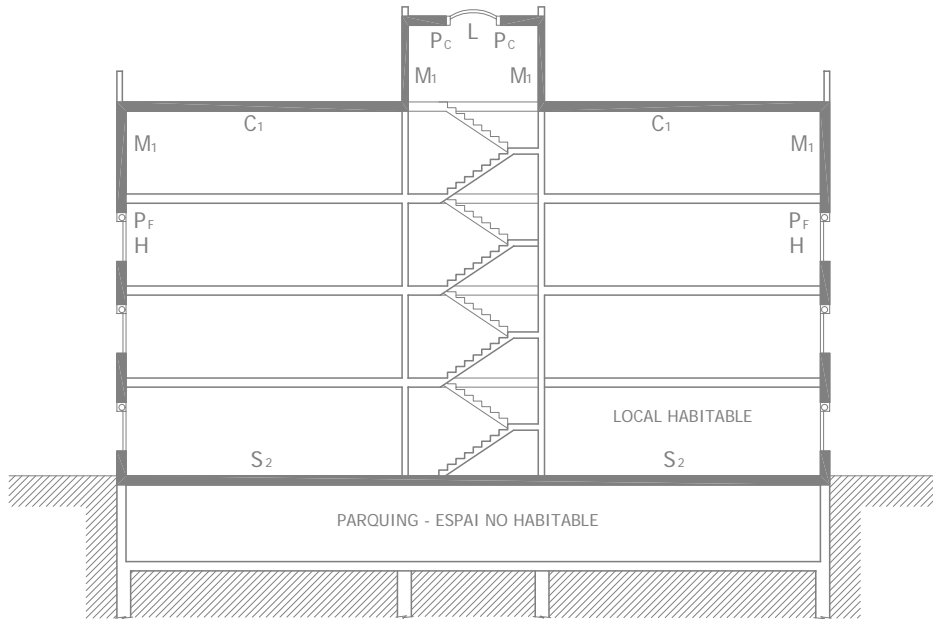 L
Pc Pc
M1 M1
C1 C1
M1 M1
PF PF
H H
LOCAL HABITABLE
S2 S2
PARQUING - ESPAI NO HABITABLE